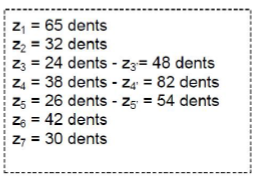 z₁ = 65 dents
z₂ = 32 dents
z₃ = 24 dents - z₃'= 48 dents
z₄ = 38 dents - z₄' = 82 dents
z₅ = 26 dents - z₅' = 54 dents
z₆ = 42 dents
z₇ = 30 dents